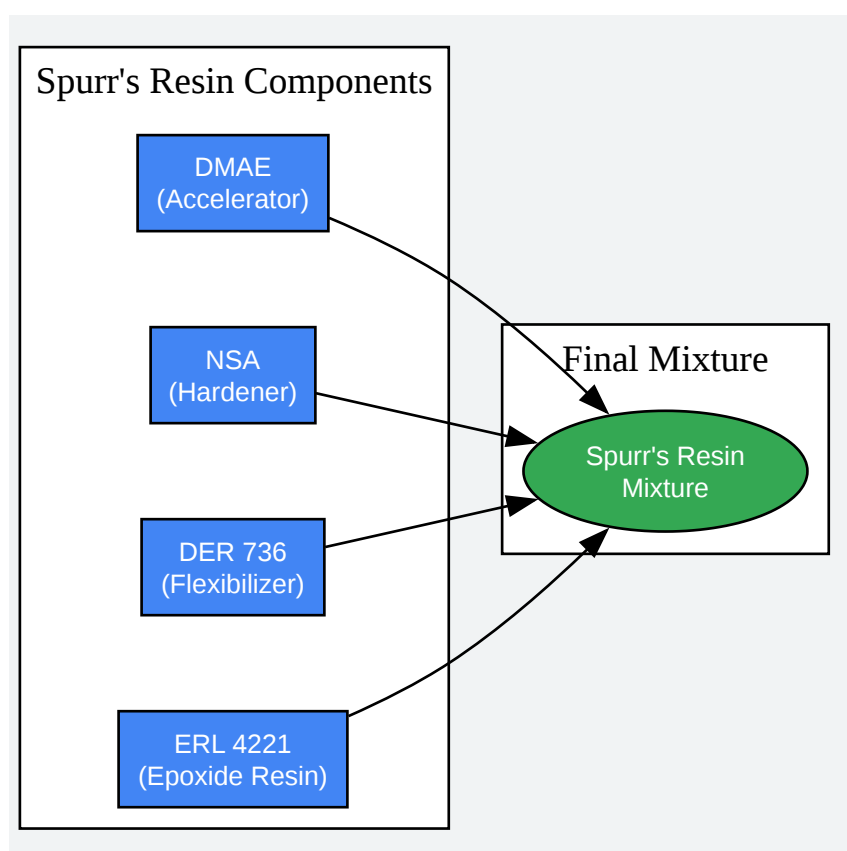 Spurr's Resin Components
DMAE
(Accelerator)
NSA
(Hardener)
DER 736
(Flexibilizer)
ERL 4221
(Epoxide Resin)
Final Mixture
Spurr's Resin
Mixture